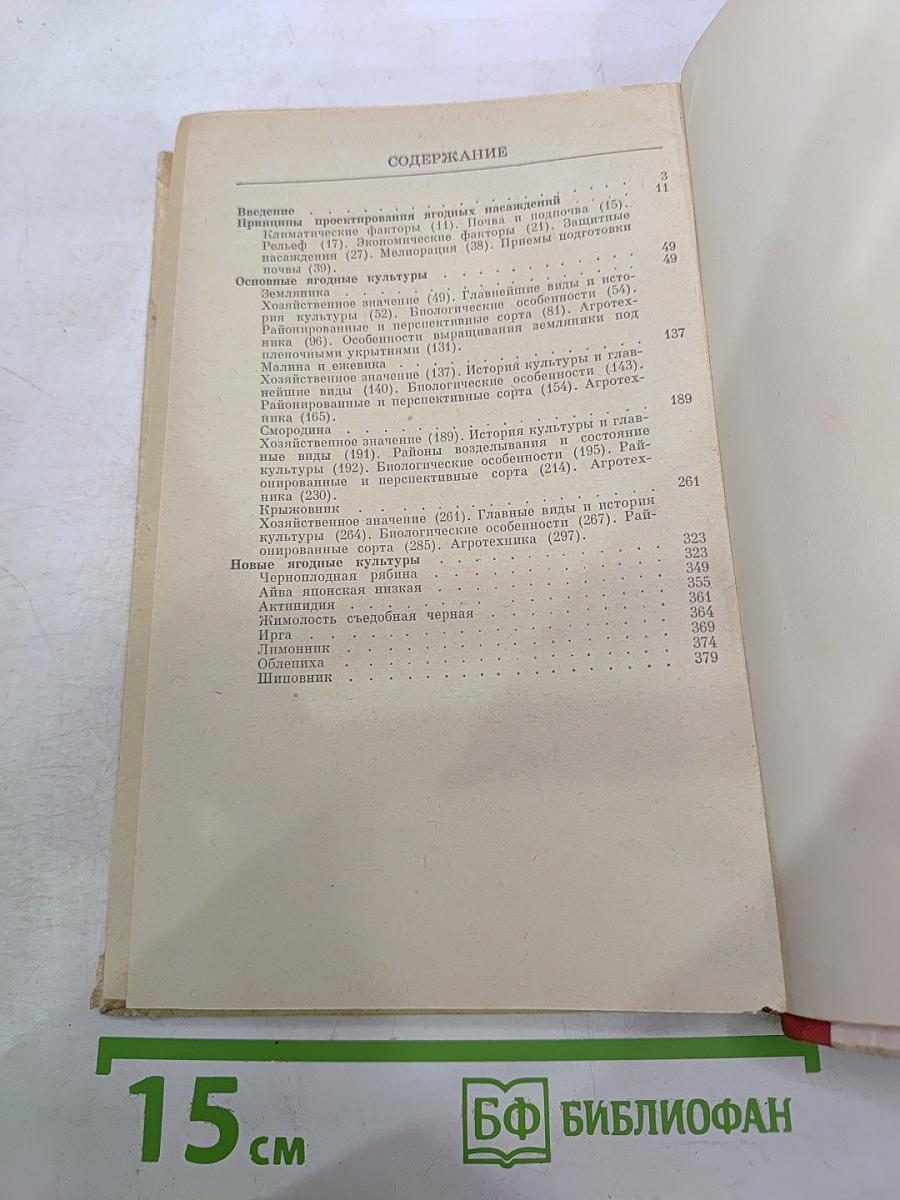 СОДЕРЖАНИЕ
Введение . . . . . . . . . . . . . . . . . . . . 3
Принципы проектирования ягодных насаждений . . . . 11
Климатические факторы (11). Почва и подпочва (15).
Рельеф (17). Экономические факторы (21). Защитные
насаждения (27). Мелиорация (38). Приемы подготовки
почвы (39).
Основные ягодные культуры . . . . . . . . . . . . 49
Земляника . . . . . . . . . . . . . . . . . . 49
Хозяйственное значение (49). Главнейшие виды и исто-
рия культуры (52). Биологические особенности (54).
Районированные и перспективные сорта (81). Агротех-
ника (96). Особенности выращивания земляники под
пленочными укрытиями (131).
Малина и ежевика . . . . . . . . . . . . . . . 137
Хозяйственное значение (137). История культуры и глав-
нейшие виды (140). Биологические особенности (143).
Районированные и перспективные сорта (154). Агротех-
ника (165).
Смородина . . . . . . . . . . . . . . . . . . 189
Хозяйственное значение (189). История культуры и глав-
ные виды (191). Районы возделывания и состояние
культуры (192). Биологические особенности (195). Рай-
онированные и перспективные сорта (214). Агротех-
ника (230).
Крыжовник . . . . . . . . . . . . . . . . . . 261
Хозяйственное значение (261). Главные виды и история
культуры (264). Биологические особенности (267). Рай-
онированные сорта (285). Агротехника (297).
Новые ягодные культуры . . . . . . . . . . . . . 323
Черноплодная рябина . . . . . . . . . . . . . 323
Айва японская низкая . . . . . . . . . . . . . 349
Актинидия . . . . . . . . . . . . . . . . . . 355
Жимолость съедобная черная . . . . . . . . . . 361
Ирга . . . . . . . . . . . . . . . . . . . . 364
Лимонник . . . . . . . . . . . . . . . . . . 369
Облепиха . . . . . . . . . . . . . . . . . . 374
Шиповник . . . . . . . . . . . . . . . . . . 379
15 см
БФ БИБЛИОФАН